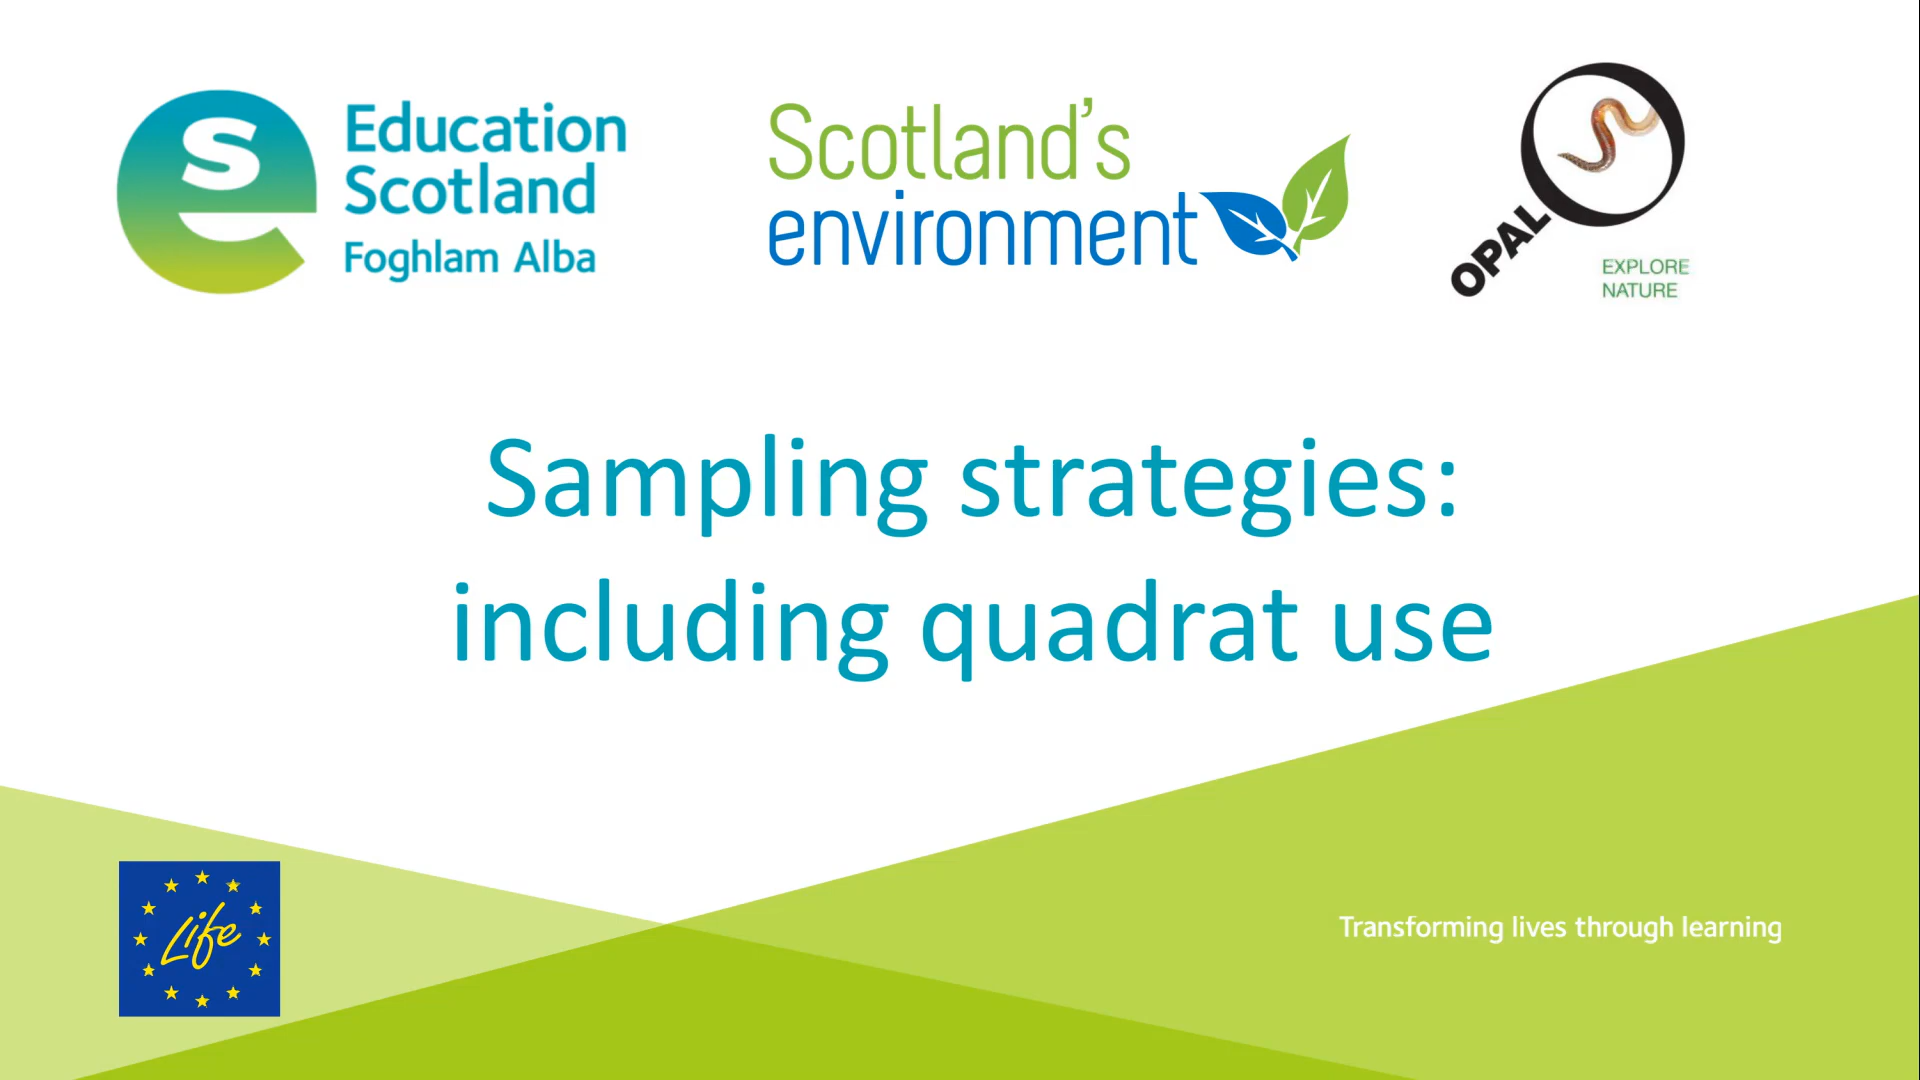 Education
Scotland
Foghlam Alba
Scotland's
environment
OPAL
EXPLORE
NATURE
Sampling strategies:
including quadrat use
Life
Transforming lives through learning